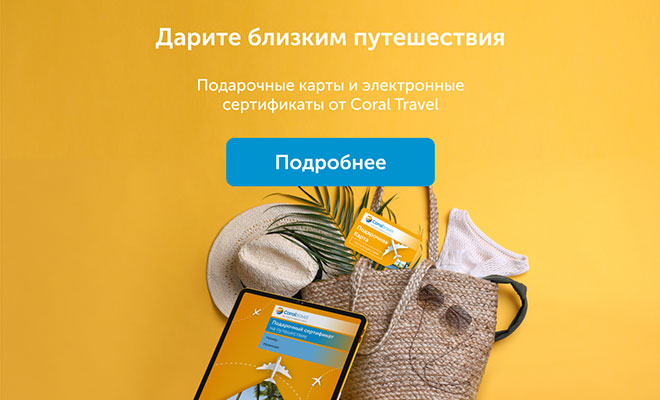 Дарите близким путешествия
Подарочные карты и электронные
сертификаты от Coral Travel
Подробнее
Coral travel
Подарочная
Карта
Coral travel
Подарочный сертификат
на путешествие